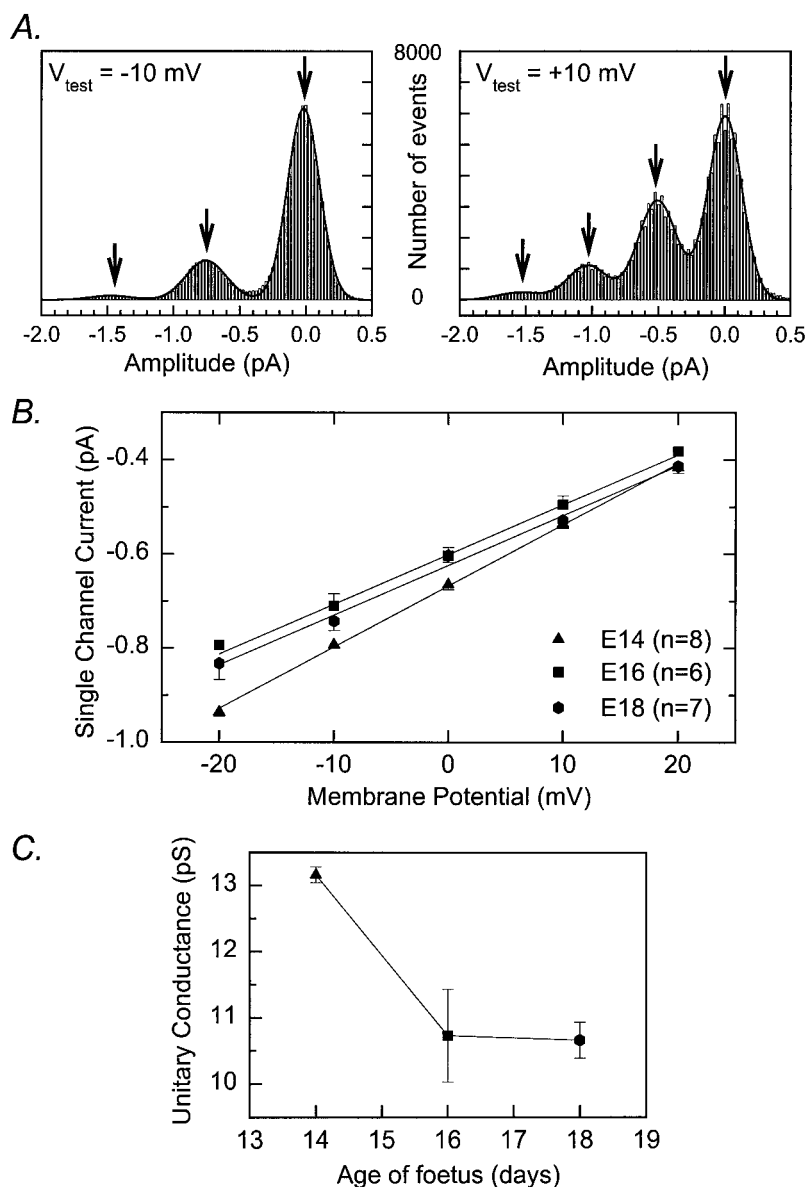 A.
V_test = -10 mV
-2.0 -1.5 -1.0 -0.5 0.0 0.5
Amplitude (pA)
8000
V_test = +10 mV
Number of events
0
-2.0 -1.5 -1.0 -0.5 0.0 0.5
Amplitude (pA)
B.
Single Channel Current (pA)
-0.4
-0.6
-0.8
-1.0
E14 (n=8)
E16 (n=6)
E18 (n=7)
-20 -10 0 10 20
Membrane Potential (mV)
C.
Unitary Conductance (pS)
13
12
11
10
13 14 15 16 17 18 19
Age of foetus (days)